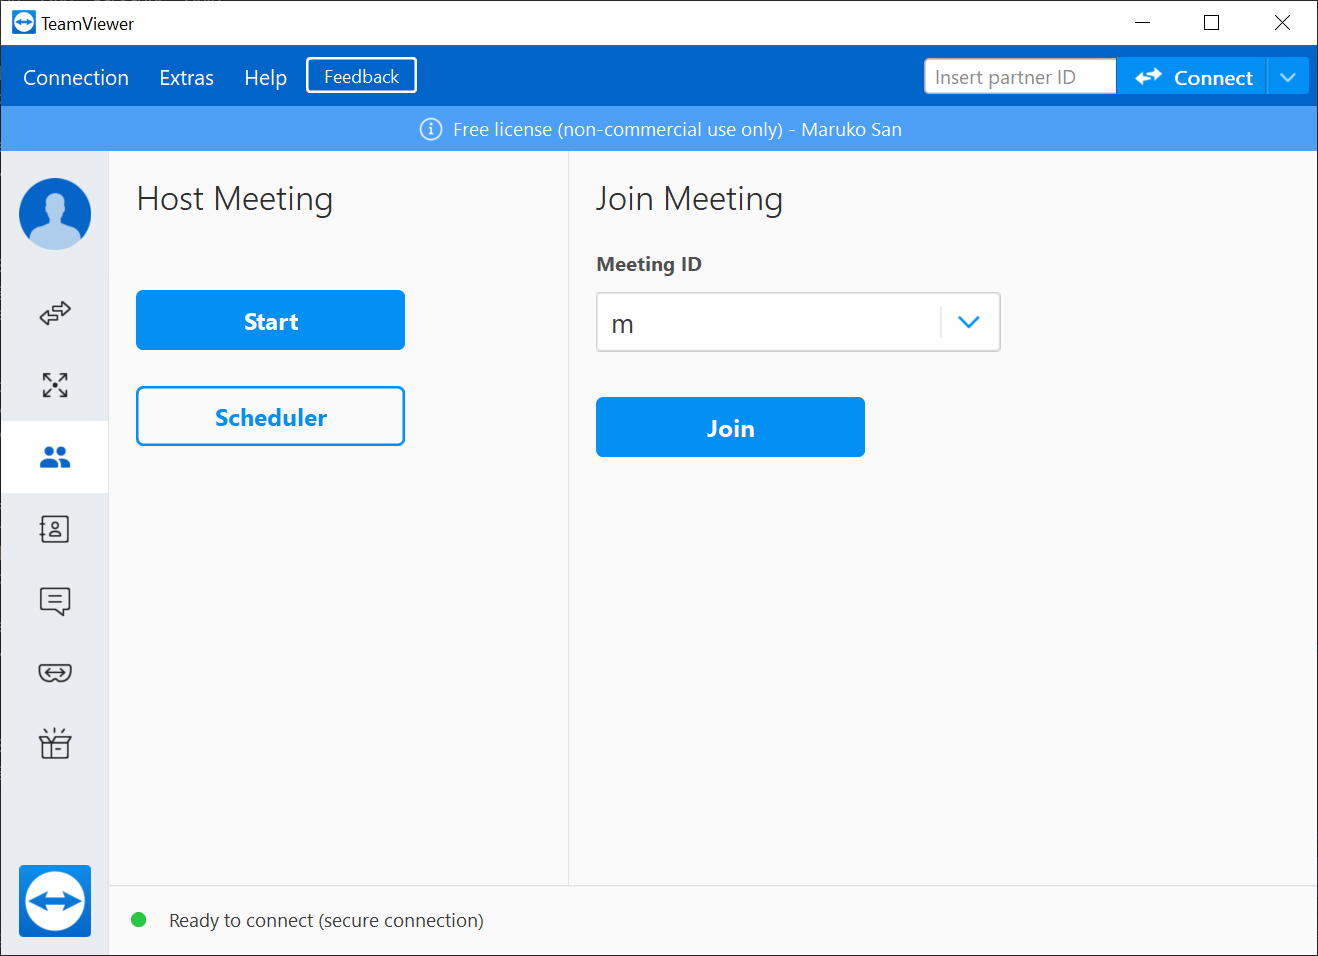 TeamViewer
Connection Extras Help Feedback Insert partner ID Connect
Free license (non-commercial use only) - Maruko San
Host Meeting
Start
Scheduler
Join Meeting
Meeting ID
m
Join
Ready to connect (secure connection)